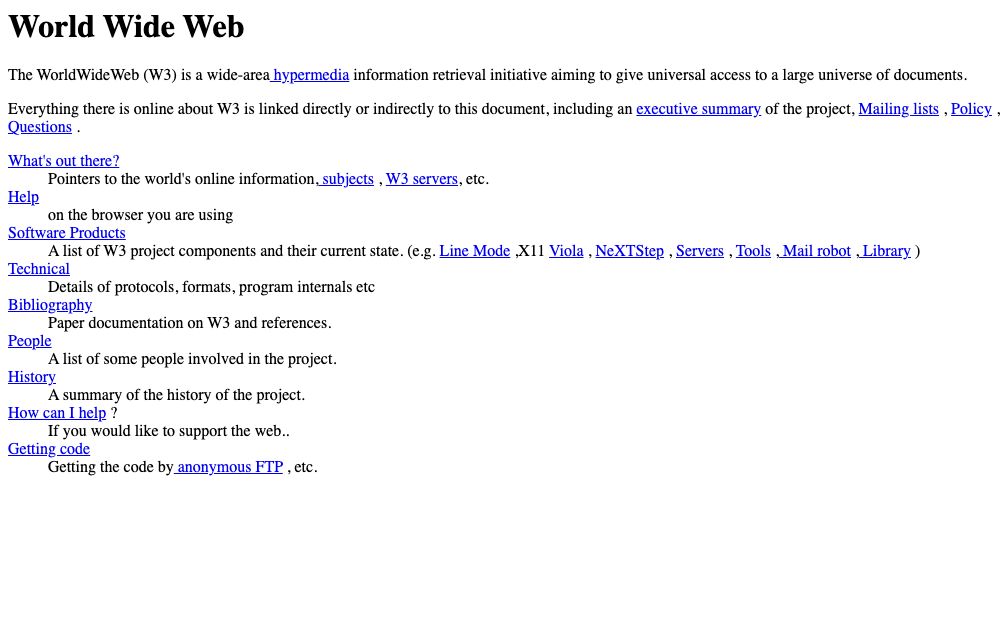 World Wide Web
The WorldWideWeb (W3) is a wide-area hypermedia information retrieval initiative aiming to give universal access to a large universe of documents.
Everything there is online about W3 is linked directly or indirectly to this document, including an executive summary of the project, Mailing lists , Policy ,
Questions .
What's out there?
Pointers to the world's online information, subjects , W3 servers, etc.
Help
on the browser you are using
Software Products
A list of W3 project components and their current state. (e.g. Line Mode ,X11 Viola , NeXTStep , Servers , Tools , Mail robot , Library )
Technical
Details of protocols, formats, program internals etc
Bibliography
Paper documentation on W3 and references.
People
A list of some people involved in the project.
History
A summary of the history of the project.
How can I help ?
If you would like to support the web..
Getting code
Getting the code by anonymous FTP , etc.